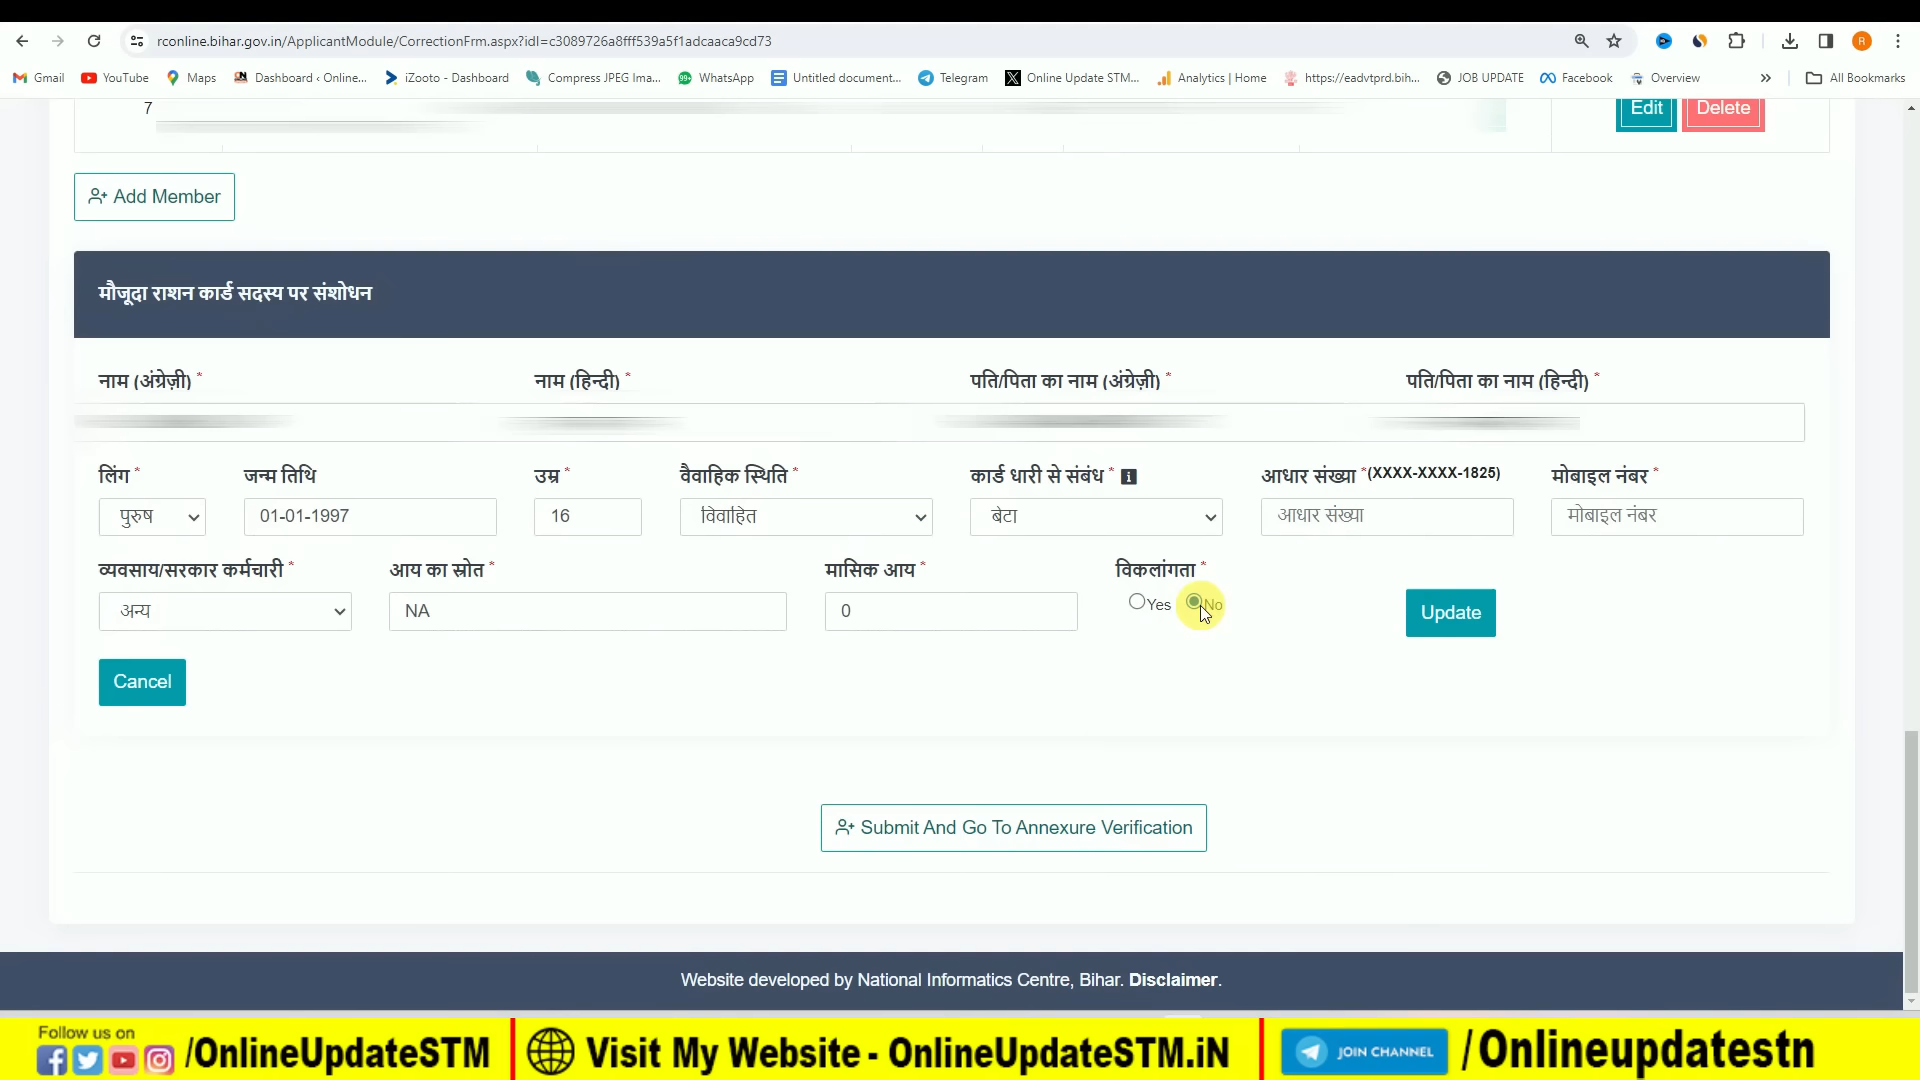 rconline.bihar.gov.in/ApplicantModule/CorrectionFrm.aspx?idl=c3089726a8fff539a5f1adcaaca9cd73
R
Gmail YouTube Maps Dashboard ‹ Online... iZooto - Dashboard Compress JPEG Ima... 99+ WhatsApp Untitled document... Telegram X Online Update STM... Analytics | Home https://eadvtprd.bih... JOB UPDATE Facebook Overview » All Bookmarks
7 Edit Delete
Add Member
मौजूदा राशन कार्ड सदस्य पर संशोधन
नाम (अंग्रेज़ी) * नाम (हिन्दी) * पति/पिता का नाम (अंग्रेज़ी) * पति/पिता का नाम (हिन्दी) *
लिंग * जन्म तिथि उम्र * वैवाहिक स्थिति * कार्ड धारी से संबंध * i आधार संख्या *(XXXX-XXXX-1825) मोबाइल नंबर *
पुरुष 01-01-1997 16 विवाहित बेटा आधार संख्या मोबाइल नंबर
व्यवसाय/सरकार कर्मचारी * आय का स्रोत * मासिक आय * विकलांगता *
अन्य NA 0 Yes No Update
Cancel
Submit And Go To Annexure Verification
Website developed by National Informatics Centre, Bihar. Disclaimer.
Follow us on
/OnlineUpdateSTM Visit My Website - OnlineUpdateSTM.iN JOIN CHANNEL /Onlineupdatestn